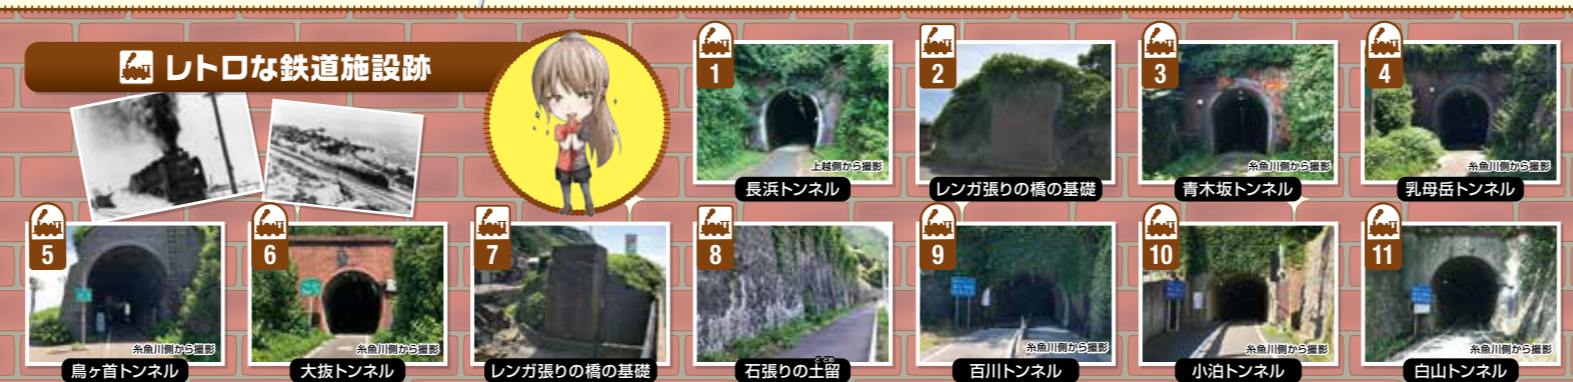 レトロな鉄道施設跡
1
上越側から撮影
長浜トンネル
2
レンガ張りの橋の基礎
3
糸魚川側から撮影
青木坂トンネル
4
糸魚川側から撮影
乳母岳トンネル
5
糸魚川側から撮影
鳥ヶ首トンネル
6
糸魚川側から撮影
大抜トンネル
7
レンガ張りの橋の基礎
8
石張りの土留
9
糸魚川側から撮影
百川トンネル
10
糸魚川側から撮影
小泊トンネル
11
糸魚川側から撮影
白山トンネル